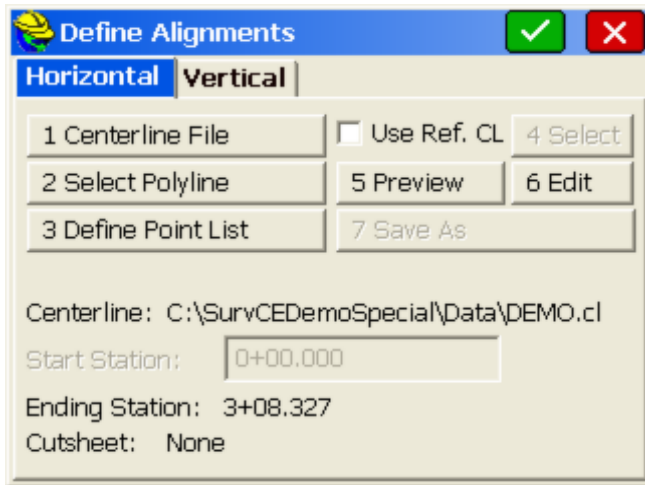 Define Alignments
Horizontal Vertical
1 Centerline File Use Ref. CL 4 Select
2 Select Polyline 5 Preview 6 Edit
3 Define Point List 7 Save As
Centerline: C:\SurvCEDemoSpecial\Data\DEMO.cl
Start Station: 0+00.000
Ending Station: 3+08.327
Cutsheet: None